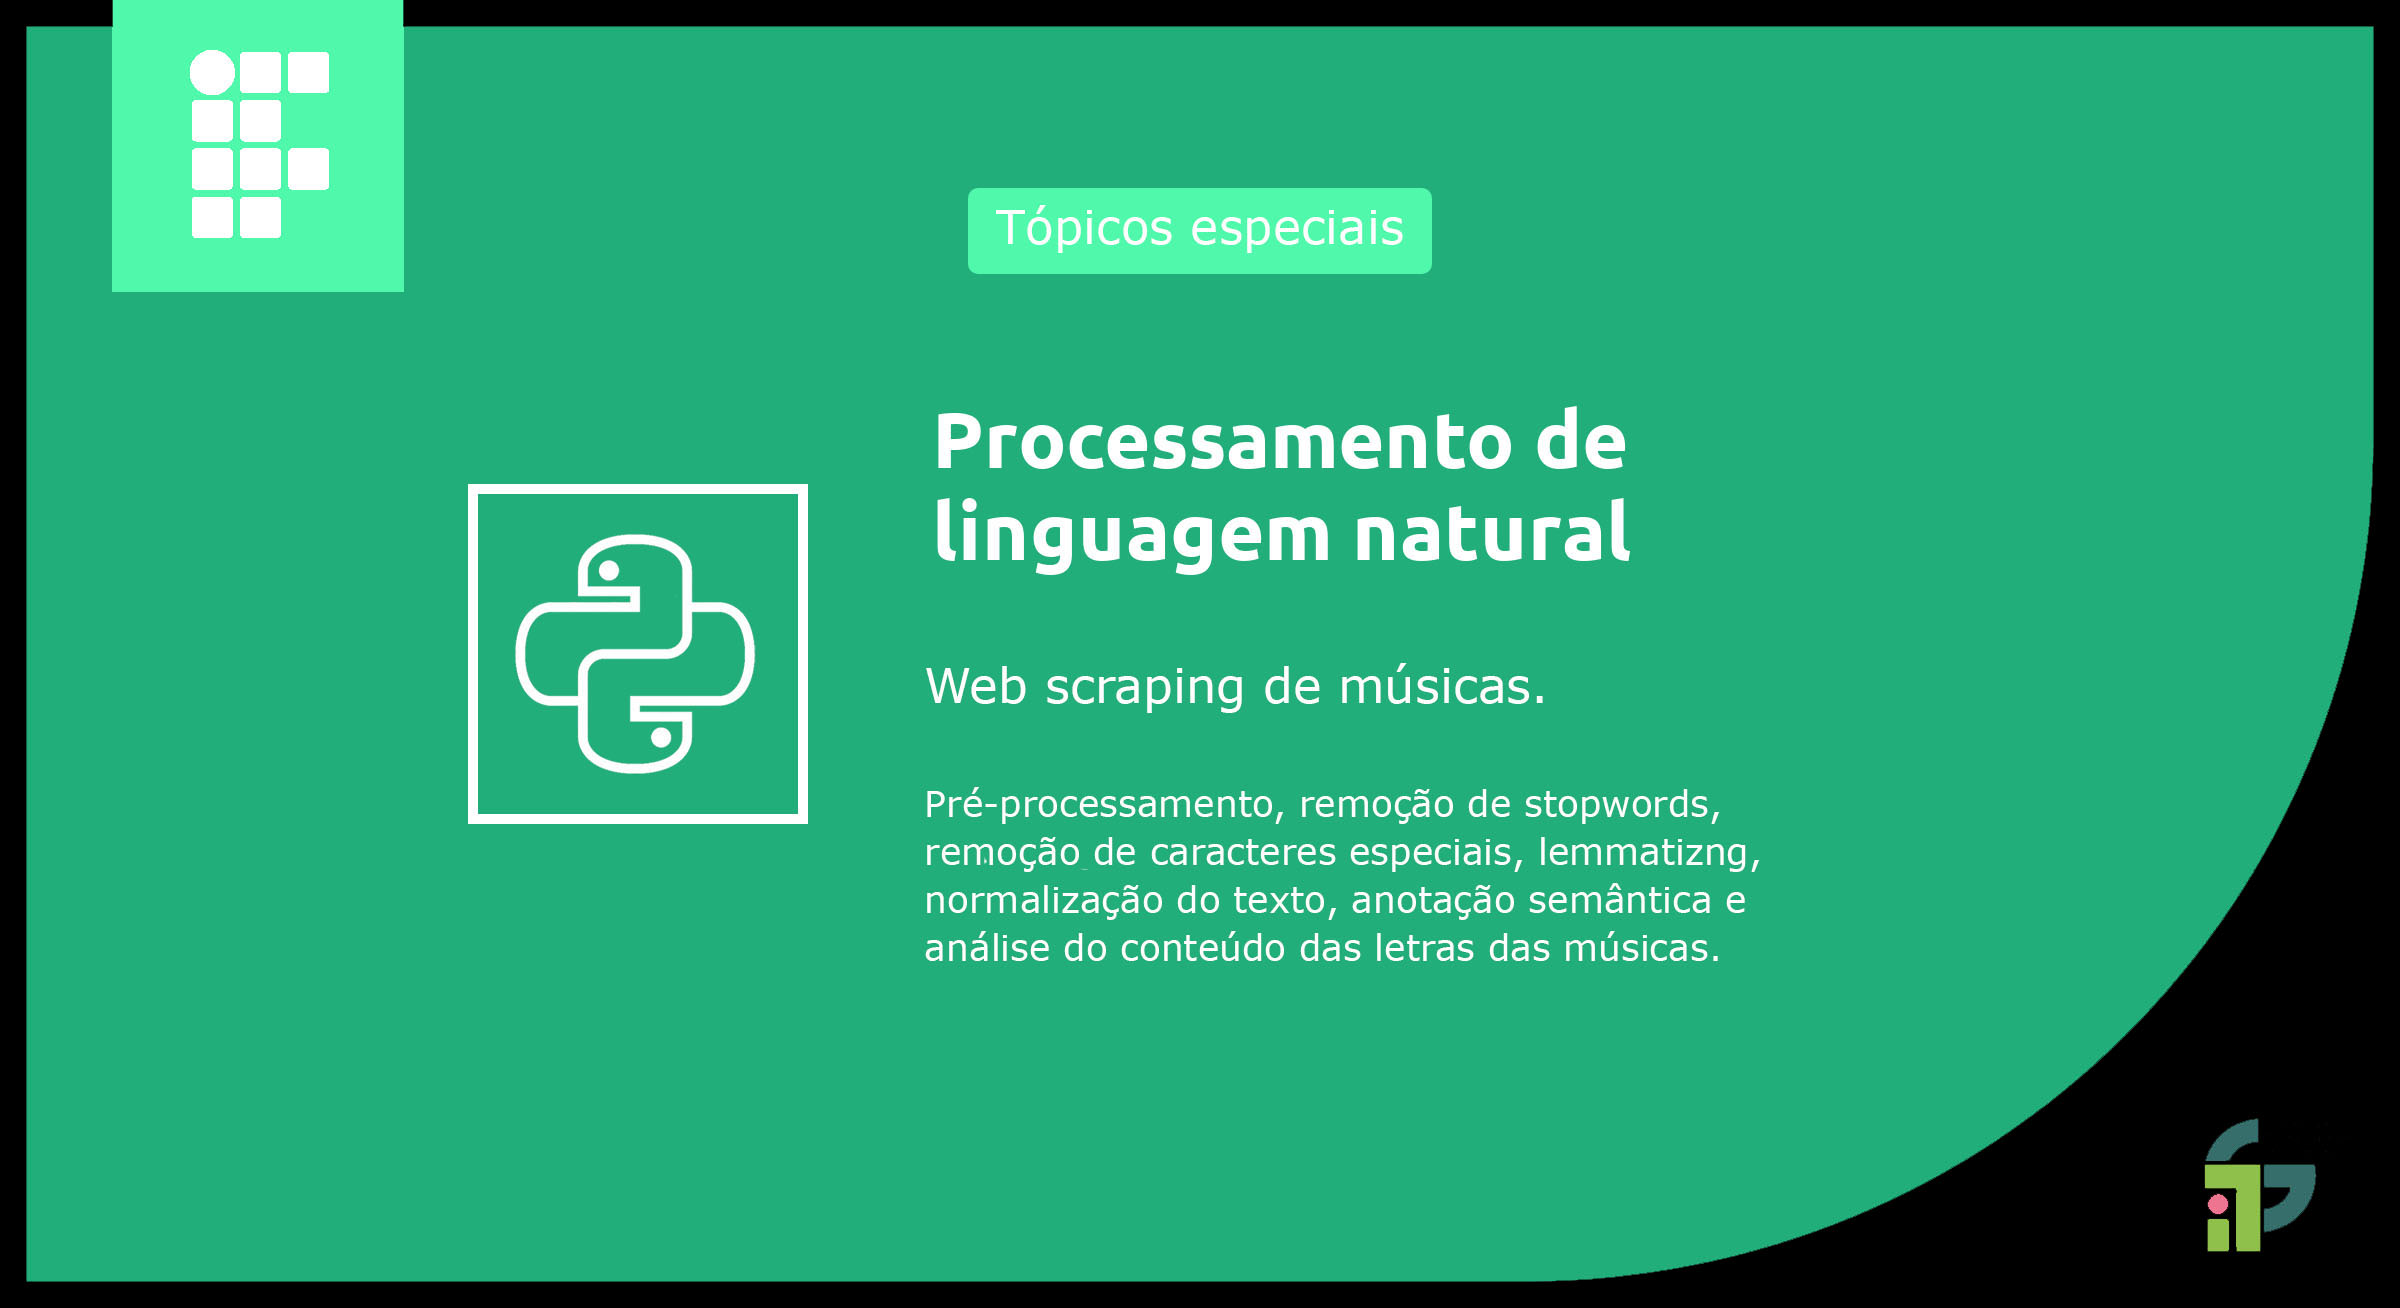 Tópicos especiais
Processamento de
linguagem natural
Web scraping de músicas.
Pré-processamento, remoção de stopwords,
remoção de caracteres especiais, lemmatizng,
normalização do texto, anotação semântica e
análise do conteúdo das letras das músicas.